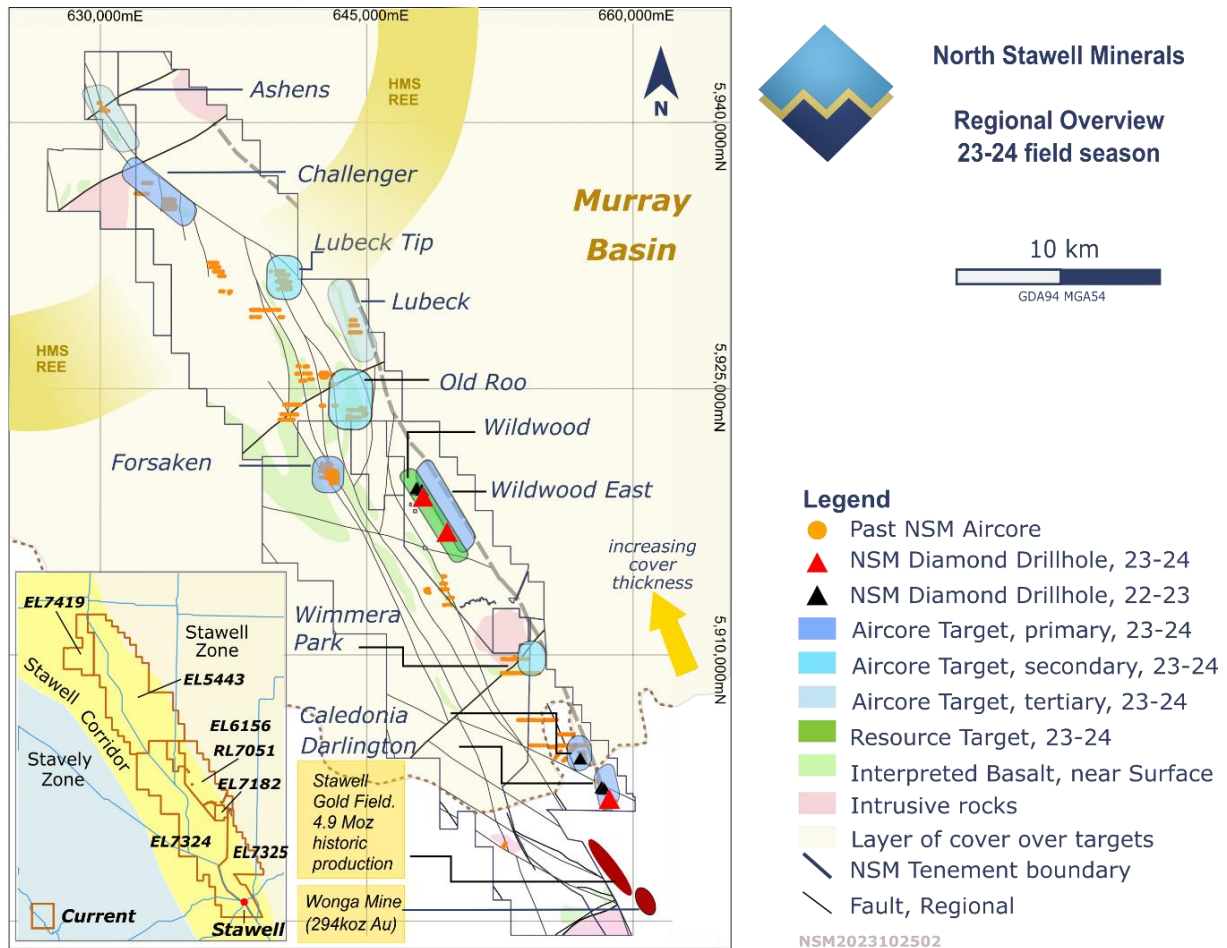 630,000mE
645,000mE
660,000mE
HMS
REE
Ashens
N
5,940,000mN
Challenger
Murray
Basin
Lubeck Tip
Lubeck
HMS
REE
5,925,000mN
Old Roo
Wildwood
Forsaken
Wildwood East
increasing
cover
thickness
Wimmera
Park
5,910,000mN
Caledonia
Darlington
Stawell
Gold Field.
4.9 Moz
historic
production
Wonga Mine
(294koz Au)
EL7419
Stawell
Zone
EL5443
Stawell Corridor
EL6156
RL7051
Stavely
Zone
EL7182
EL7324
EL7325
Current
Stawell
North Stawell Minerals
Regional Overview
23-24 field season
10 km
GDA94 MGA54
Legend
Past NSM Aircore
NSM Diamond Drillhole, 23-24
NSM Diamond Drillhole, 22-23
Aircore Target, primary, 23-24
Aircore Target, secondary, 23-24
Aircore Target, tertiary, 23-24
Resource Target, 23-24
Interpreted Basalt, near Surface
Intrusive rocks
Layer of cover over targets
NSM Tenement boundary
Fault, Regional
NSM2023102502